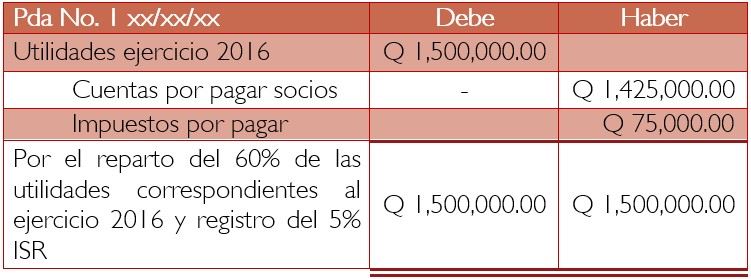 Pda No. 1 xx/xx/xx Debe Haber
Utilidades ejercicio 2016 Q 1,500,000.00
Cuentas por pagar socios - Q 1,425,000.00
Impuestos por pagar Q 75,000.00
Por el reparto del 60% de las
utilidades correspondientes al
ejercicio 2016 y registro del 5%
ISR
Q 1,500,000.00 Q 1,500,000.00